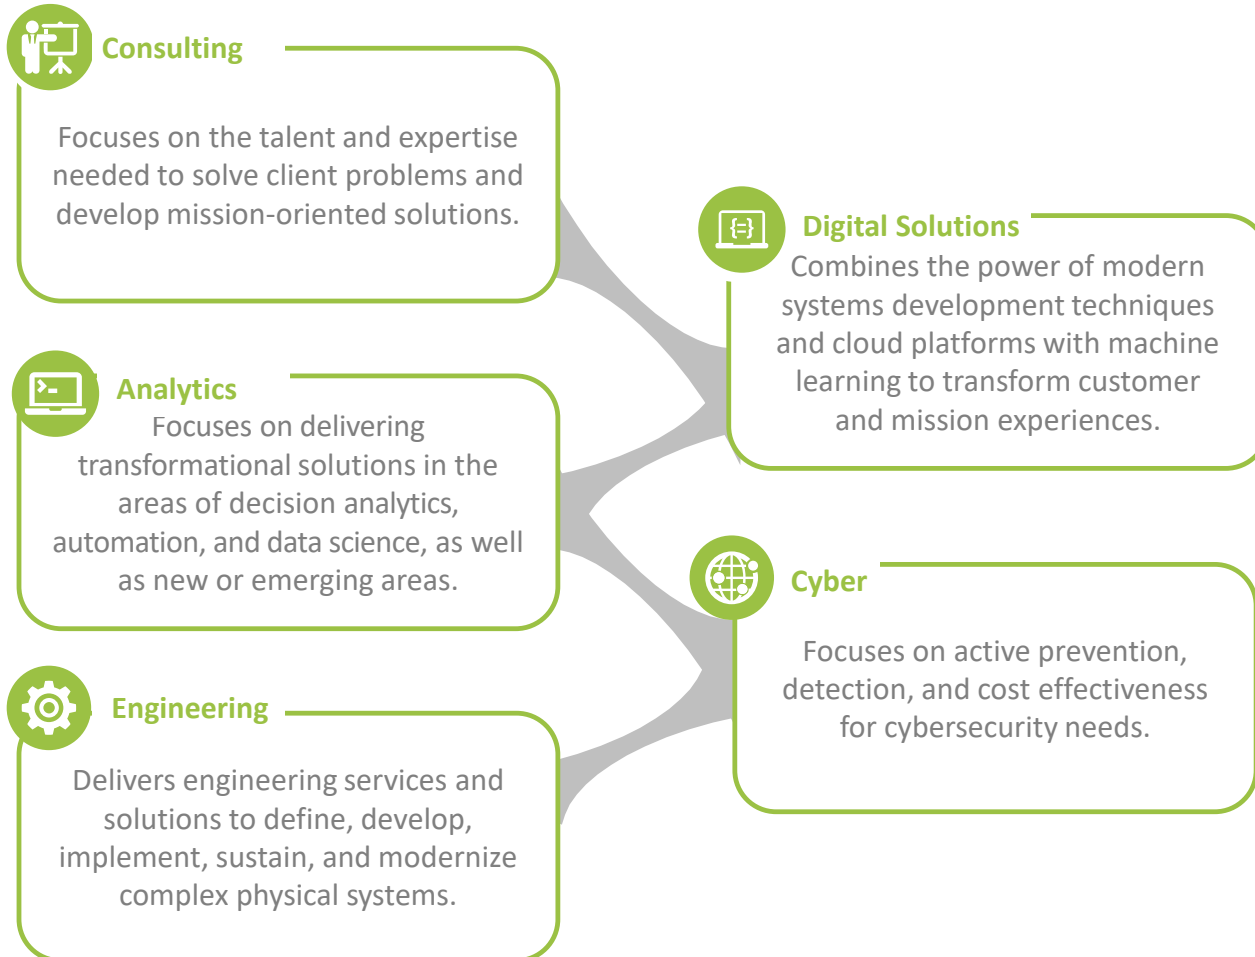 Consulting
Focuses on the talent and expertise
needed to solve client problems and
develop mission-oriented solutions.
Digital Solutions
Combines the power of modern
systems development techniques
and cloud platforms with machine
learning to transform customer
and mission experiences.
Analytics
Focuses on delivering
transformational solutions in the
areas of decision analytics,
automation, and data science, as well
as new or emerging areas.
Cyber
Focuses on active prevention,
detection, and cost effectiveness
for cybersecurity needs.
Engineering
Delivers engineering services and
solutions to define, develop,
implement, sustain, and modernize
complex physical systems.